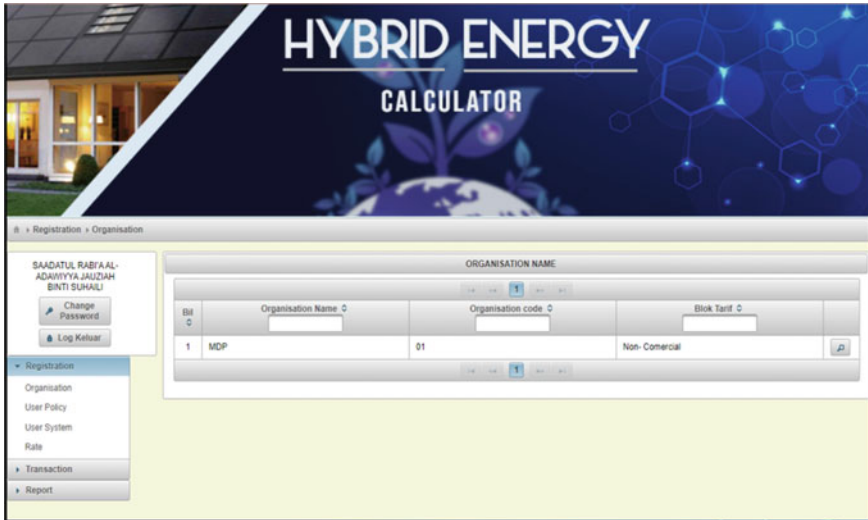 HYBRID ENERGY
CALCULATOR
Registration Organisation
SAADATUL RABI'A AL-
ADAWIYYA JAUZIAH
BINTI SUHAILI
Change
Password
Log Keluar
Registration
Organisation
User Policy
User System
Rate
Transaction
Report
ORGANISATION NAME
1
Bil Organisation Name Organisation code Blok Tarif
1 MDP 01 Non- Comercial
1